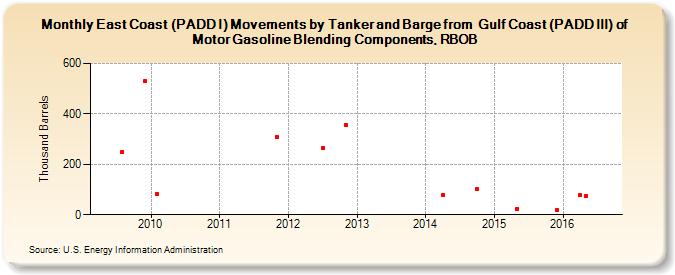 Monthly East Coast (PADD I) Movements by Tanker and Barge from Gulf Coast (PADD III) of
Motor Gasoline Blending Components, RBOB
Thousand Barrels
600
400
200
0
2010 2011 2012 2013 2014 2015 2016
Source: U.S. Energy Information Administration